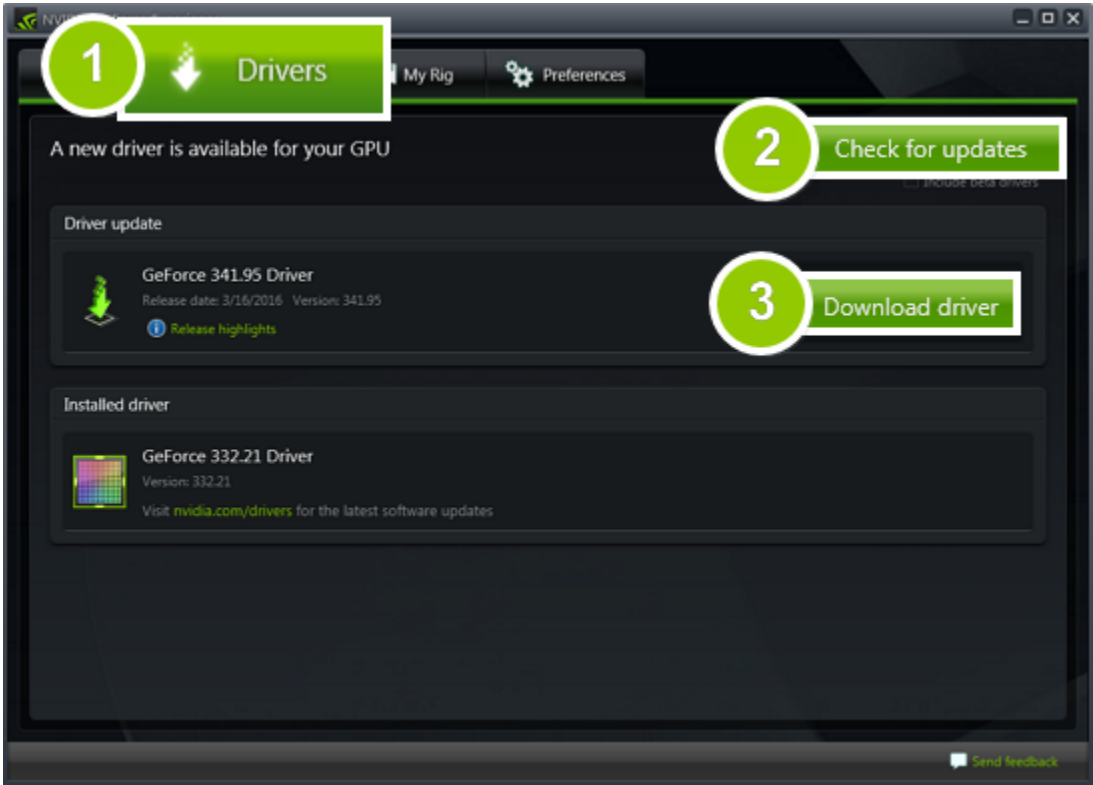 1 Drivers
My Rig
Preferences
A new driver is available for your GPU
2 Check for updates
Include beta drivers
Driver update
GeForce 341.95 Driver
Release date: 3/16/2016 Version: 341.95
Release highlights
3 Download driver
Installed driver
GeForce 332.21 Driver
Version: 332.21
Visit nvidia.com/drivers for the latest software updates
Send feedback